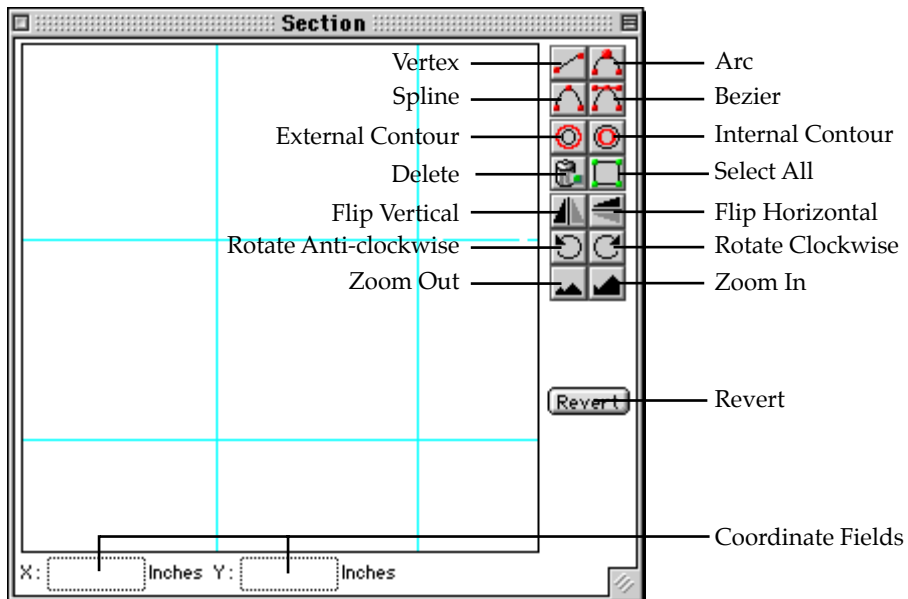 Section
Vertex
Arc
Spline
Bezier
External Contour
Internal Contour
Delete
Select All
Flip Vertical
Flip Horizontal
Rotate Anti-clockwise
Rotate Clockwise
Zoom Out
Zoom In
Revert
Revert
Coordinate Fields
X: Inches Y: Inches